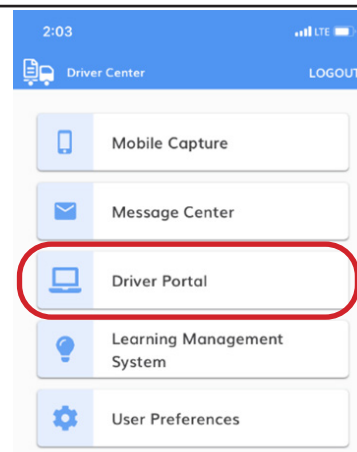 2:03 LTE
Driver Center LOGOUT
Mobile Capture
Message Center
Driver Portal
Learning Management
System
User Preferences